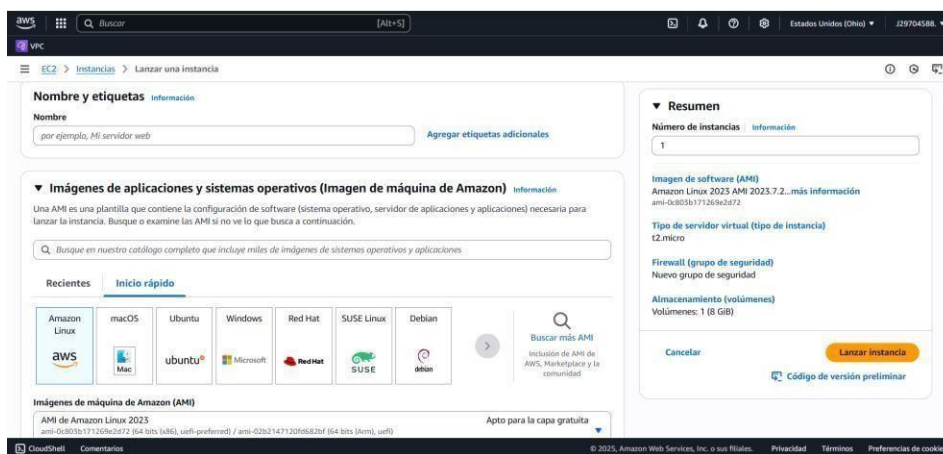 aws
Buscar
[Alt+S]
Estados Unidos (Ohio)
J29704588.
VPC
EC2 > Instancias > Lanzar una instancia
Nombre y etiquetas Información
Nombre
por ejemplo, Mi servidor web
Agregar etiquetas adicionales
Imágenes de aplicaciones y sistemas operativos (Imagen de máquina de Amazon) Información
Una AMI es una plantilla que contiene la configuración de software (sistema operativo, servidor de aplicaciones y aplicaciones) necesaria para
lanzar la instancia. Busque o examine las AMI si no ve lo que busca a continuación.
Busque en nuestro catálogo completo que incluye miles de imágenes de sistemas operativos y aplicaciones
Recientes
Inicio rápido
Amazon
Linux
aws
macOS
Mac
Ubuntu
ubuntu
Windows
Microsoft
Red Hat
RedHat
SUSE Linux
SUSE
Debian
debian
Buscar más AMI
Inclusión de AMI de
AWS, Marketplace y la
comunidad
Imágenes de máquina de Amazon (AMI)
AMI de Amazon Linux 2023
Apto para la capa gratuita
ami-0c803b171269e2d72 (64 bits (x86), uefi-preferred) / ami-02b2147120fd682bf (64 bits (Arm), uefi)
Resumen
Número de instancias Información
1
Imagen de software (AMI)
Amazon Linux 2023 AMI 2023.7.2...más información
ami-0c803b171269e2d72
Tipo de servidor virtual (tipo de instancia)
t2.micro
Firewall (grupo de seguridad)
Nuevo grupo de seguridad
Almacenamiento (volúmenes)
Volúmenes: 1 (8 GiB)
Cancelar
Lanzar instancia
Código de versión preliminar
CloudShell Comentarios
© 2025, Amazon Web Services, Inc. o sus filiales. Privacidad Términos Preferencias de cookie